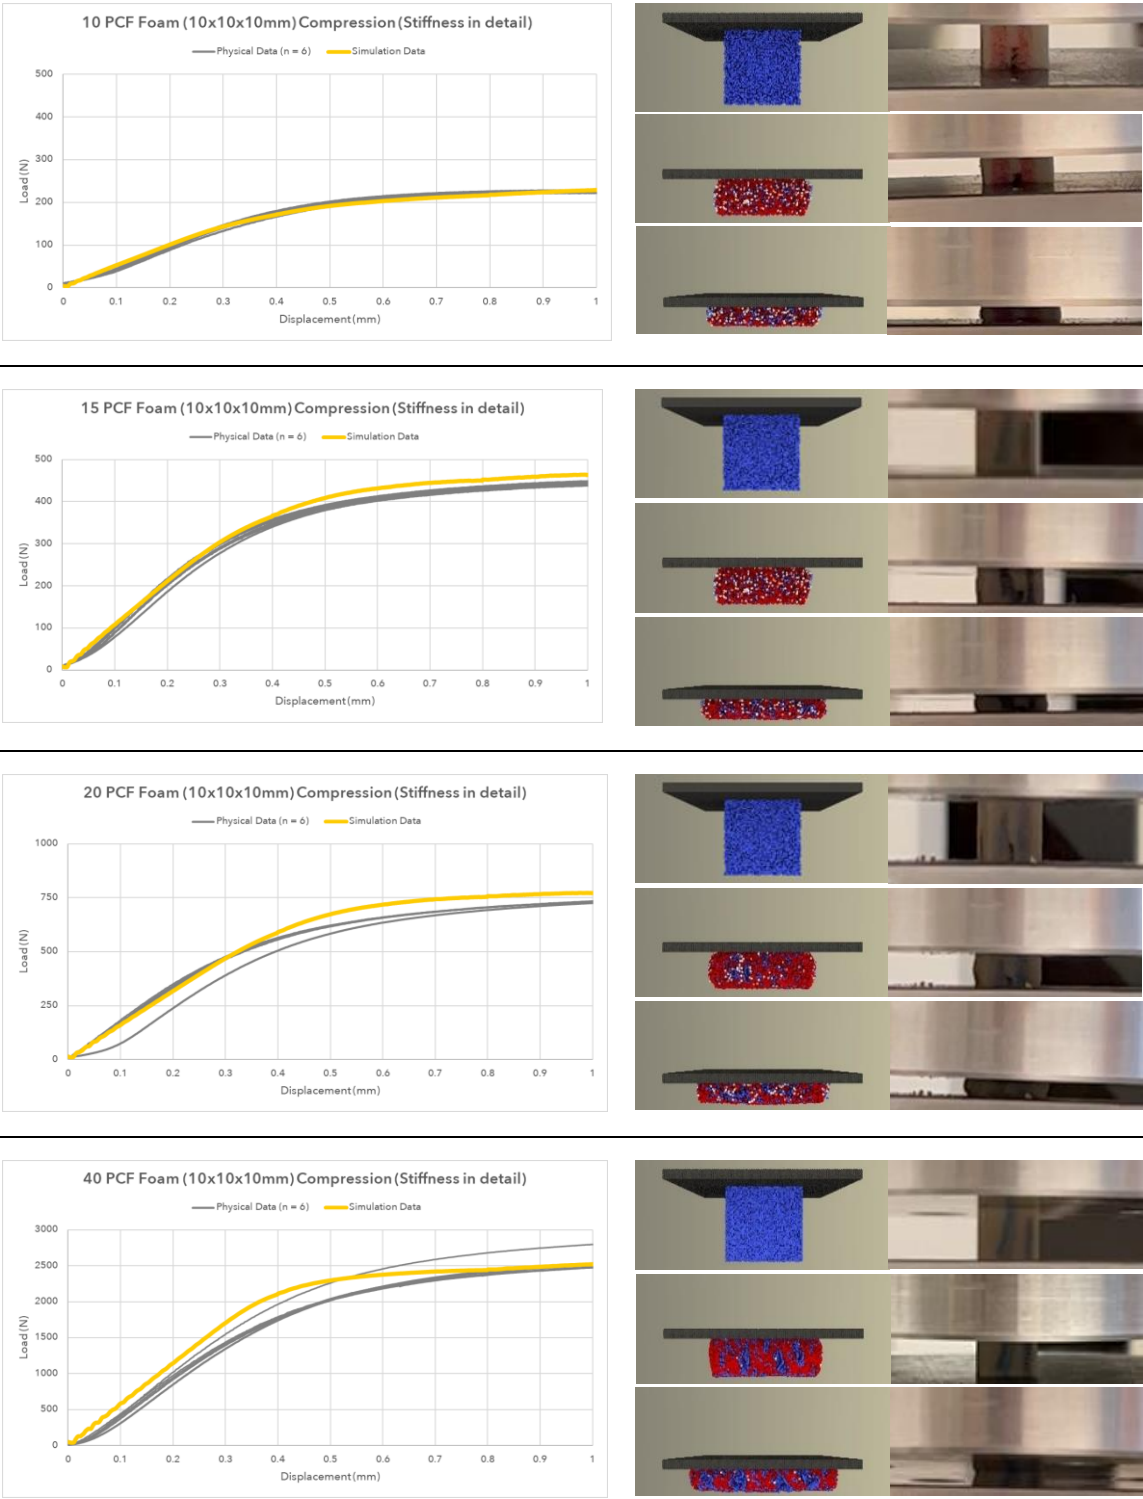 10 PCF Foam (10x10x10mm) Compression (Stiffness in detail)
Physical Data (n = 6) Simulation Data
500
400
300
200
100
0
Load (N)
0 0.1 0.2 0.3 0.4 0.5 0.6 0.7 0.8 0.9 1
Displacement (mm)
15 PCF Foam (10x10x10mm) Compression (Stiffness in detail)
Physical Data (n = 6) Simulation Data
500
400
300
200
100
0
Load (N)
0 0.1 0.2 0.3 0.4 0.5 0.6 0.7 0.8 0.9 1
Displacement (mm)
20 PCF Foam (10x10x10mm) Compression (Stiffness in detail)
Physical Data (n = 6) Simulation Data
1000
750
500
250
0
Load (N)
0 0.1 0.2 0.3 0.4 0.5 0.6 0.7 0.8 0.9 1
Displacement (mm)
40 PCF Foam (10x10x10mm) Compression (Stiffness in detail)
Physical Data (n = 6) Simulation Data
3000
2500
2000
1500
1000
500
0
Load (N)
0 0.1 0.2 0.3 0.4 0.5 0.6 0.7 0.8 0.9 1
Displacement (mm)